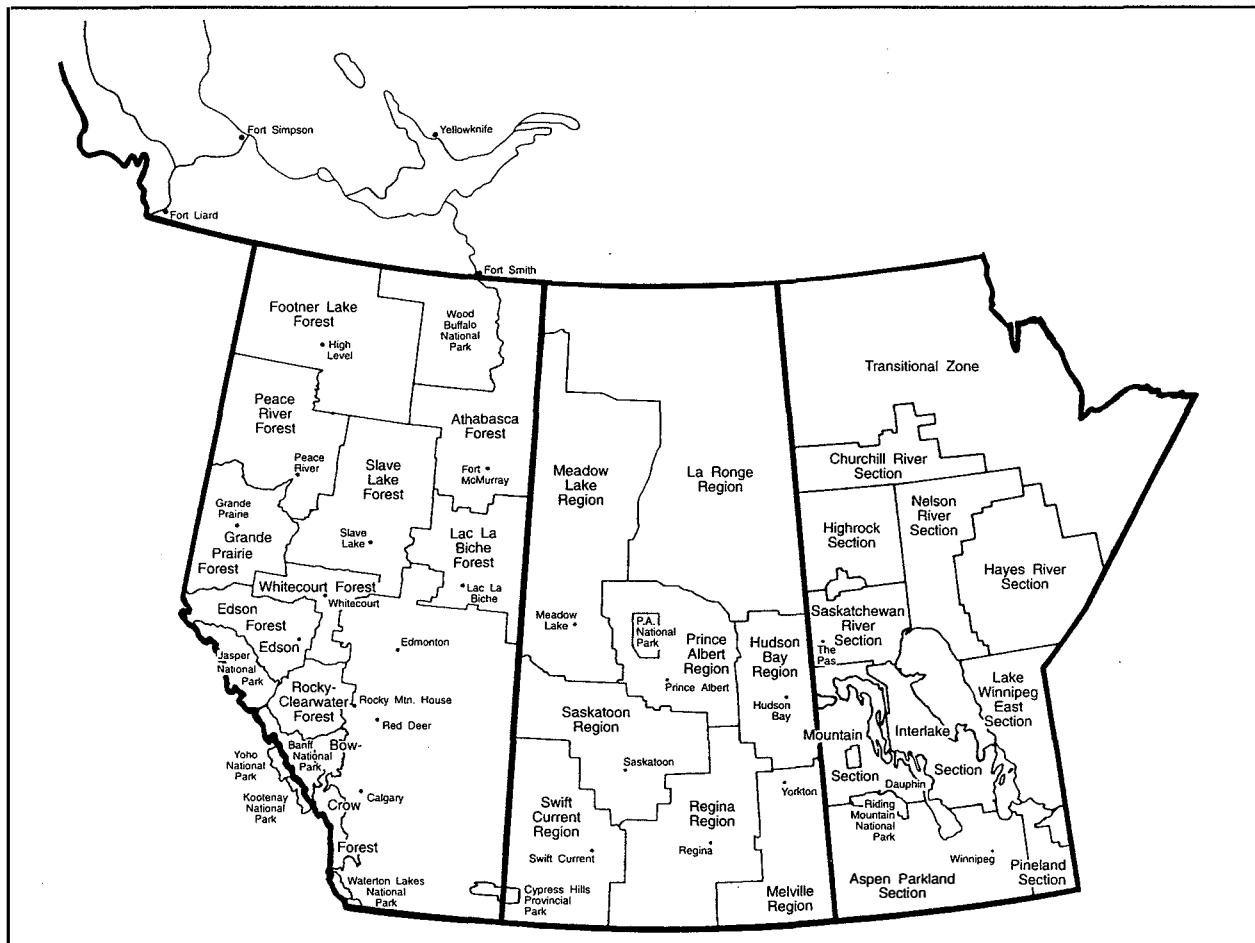 Fort Simpson
Yellowknife
Fort Liard
Fort Smith
Footner Lake
Forest
High
Level
Wood
Buffalo
National
Park
Transitional Zone
Peace
River
Forest
Peace
River
Slave
Lake
Forest
Slave
Lake
Athabasca
Forest
Fort
McMurray
Meadow
Lake
Region
La Ronge
Region
Churchill River
Section
Nelson
River
Section
Highrock
Section
Hayes River
Section
Grande
Prairie
Grande
Prairie
Forest
Lac La
Biche
Forest
Lac La
Biche
Whitecourt Forest
Whitecourt
Edson
Forest
Edson
Edmonton
Meadow
Lake
P.A.
National
Park
Prince
Albert
Region
Prince Albert
Hudson
Bay
Region
Hudson
Bay
Saskatchewan
River
Section
The
Pas
Jasper
National
Park
Rocky-
Clearwater
Forest
Rocky Mtn. House
Red Deer
Saskatoon
Region
Saskatoon
Mountain
Section
Interlake
Section
Lake
Winnipeg
East
Section
Dauphin
Yoho
National
Park
Banff
National
Park
Bow-
Crow
Forest
Kootenay
National
Park
Calgary
Swift
Current
Region
Swift Current
Regina
Region
Regina
Yorkton
Riding
Mountain
National
Park
Winnipeg
Waterton Lakes
National
Park
Cypress Hills
Provincial
Park
Melville
Region
Aspen Parkland
Section
Pineland
Section